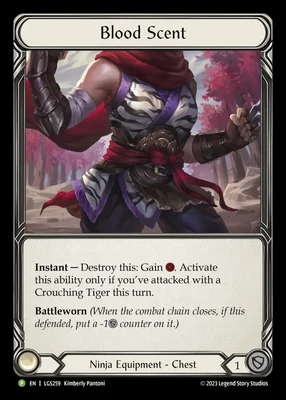 Blood Scent
Instant — Destroy this: Gain . Activate
this ability only if you've attacked with a
Crouching Tiger this turn.
Battleworn (When the combat chain closes, if this
defended, put a -1 counter on it.)
Ninja Equipment - Chest
1
P EN | LGS259 Kimberly Pantoni
© 2023 Legend Story Studios